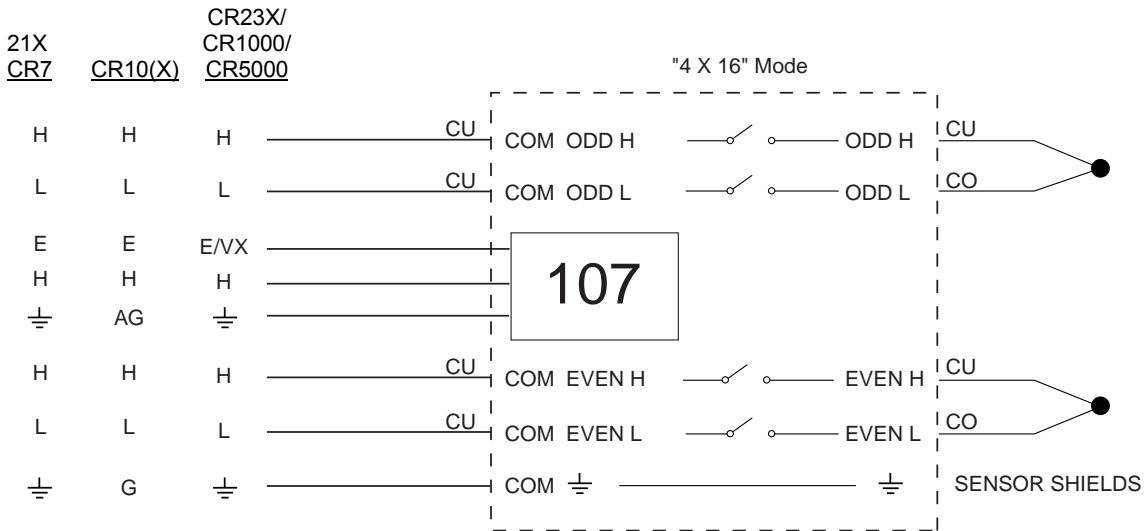 CR23X/
21X CR1000/
CR7 CR10(X) CR5000
"4 X 16" Mode
H H H CU COM ODD H ODD H CU
L L L CU COM ODD L ODD L CO
E E E/VX
H H H
107
AG
H H H CU COM EVEN H EVEN H CU
L L L CU COM EVEN L EVEN L CO
G COM SENSOR SHIELDS